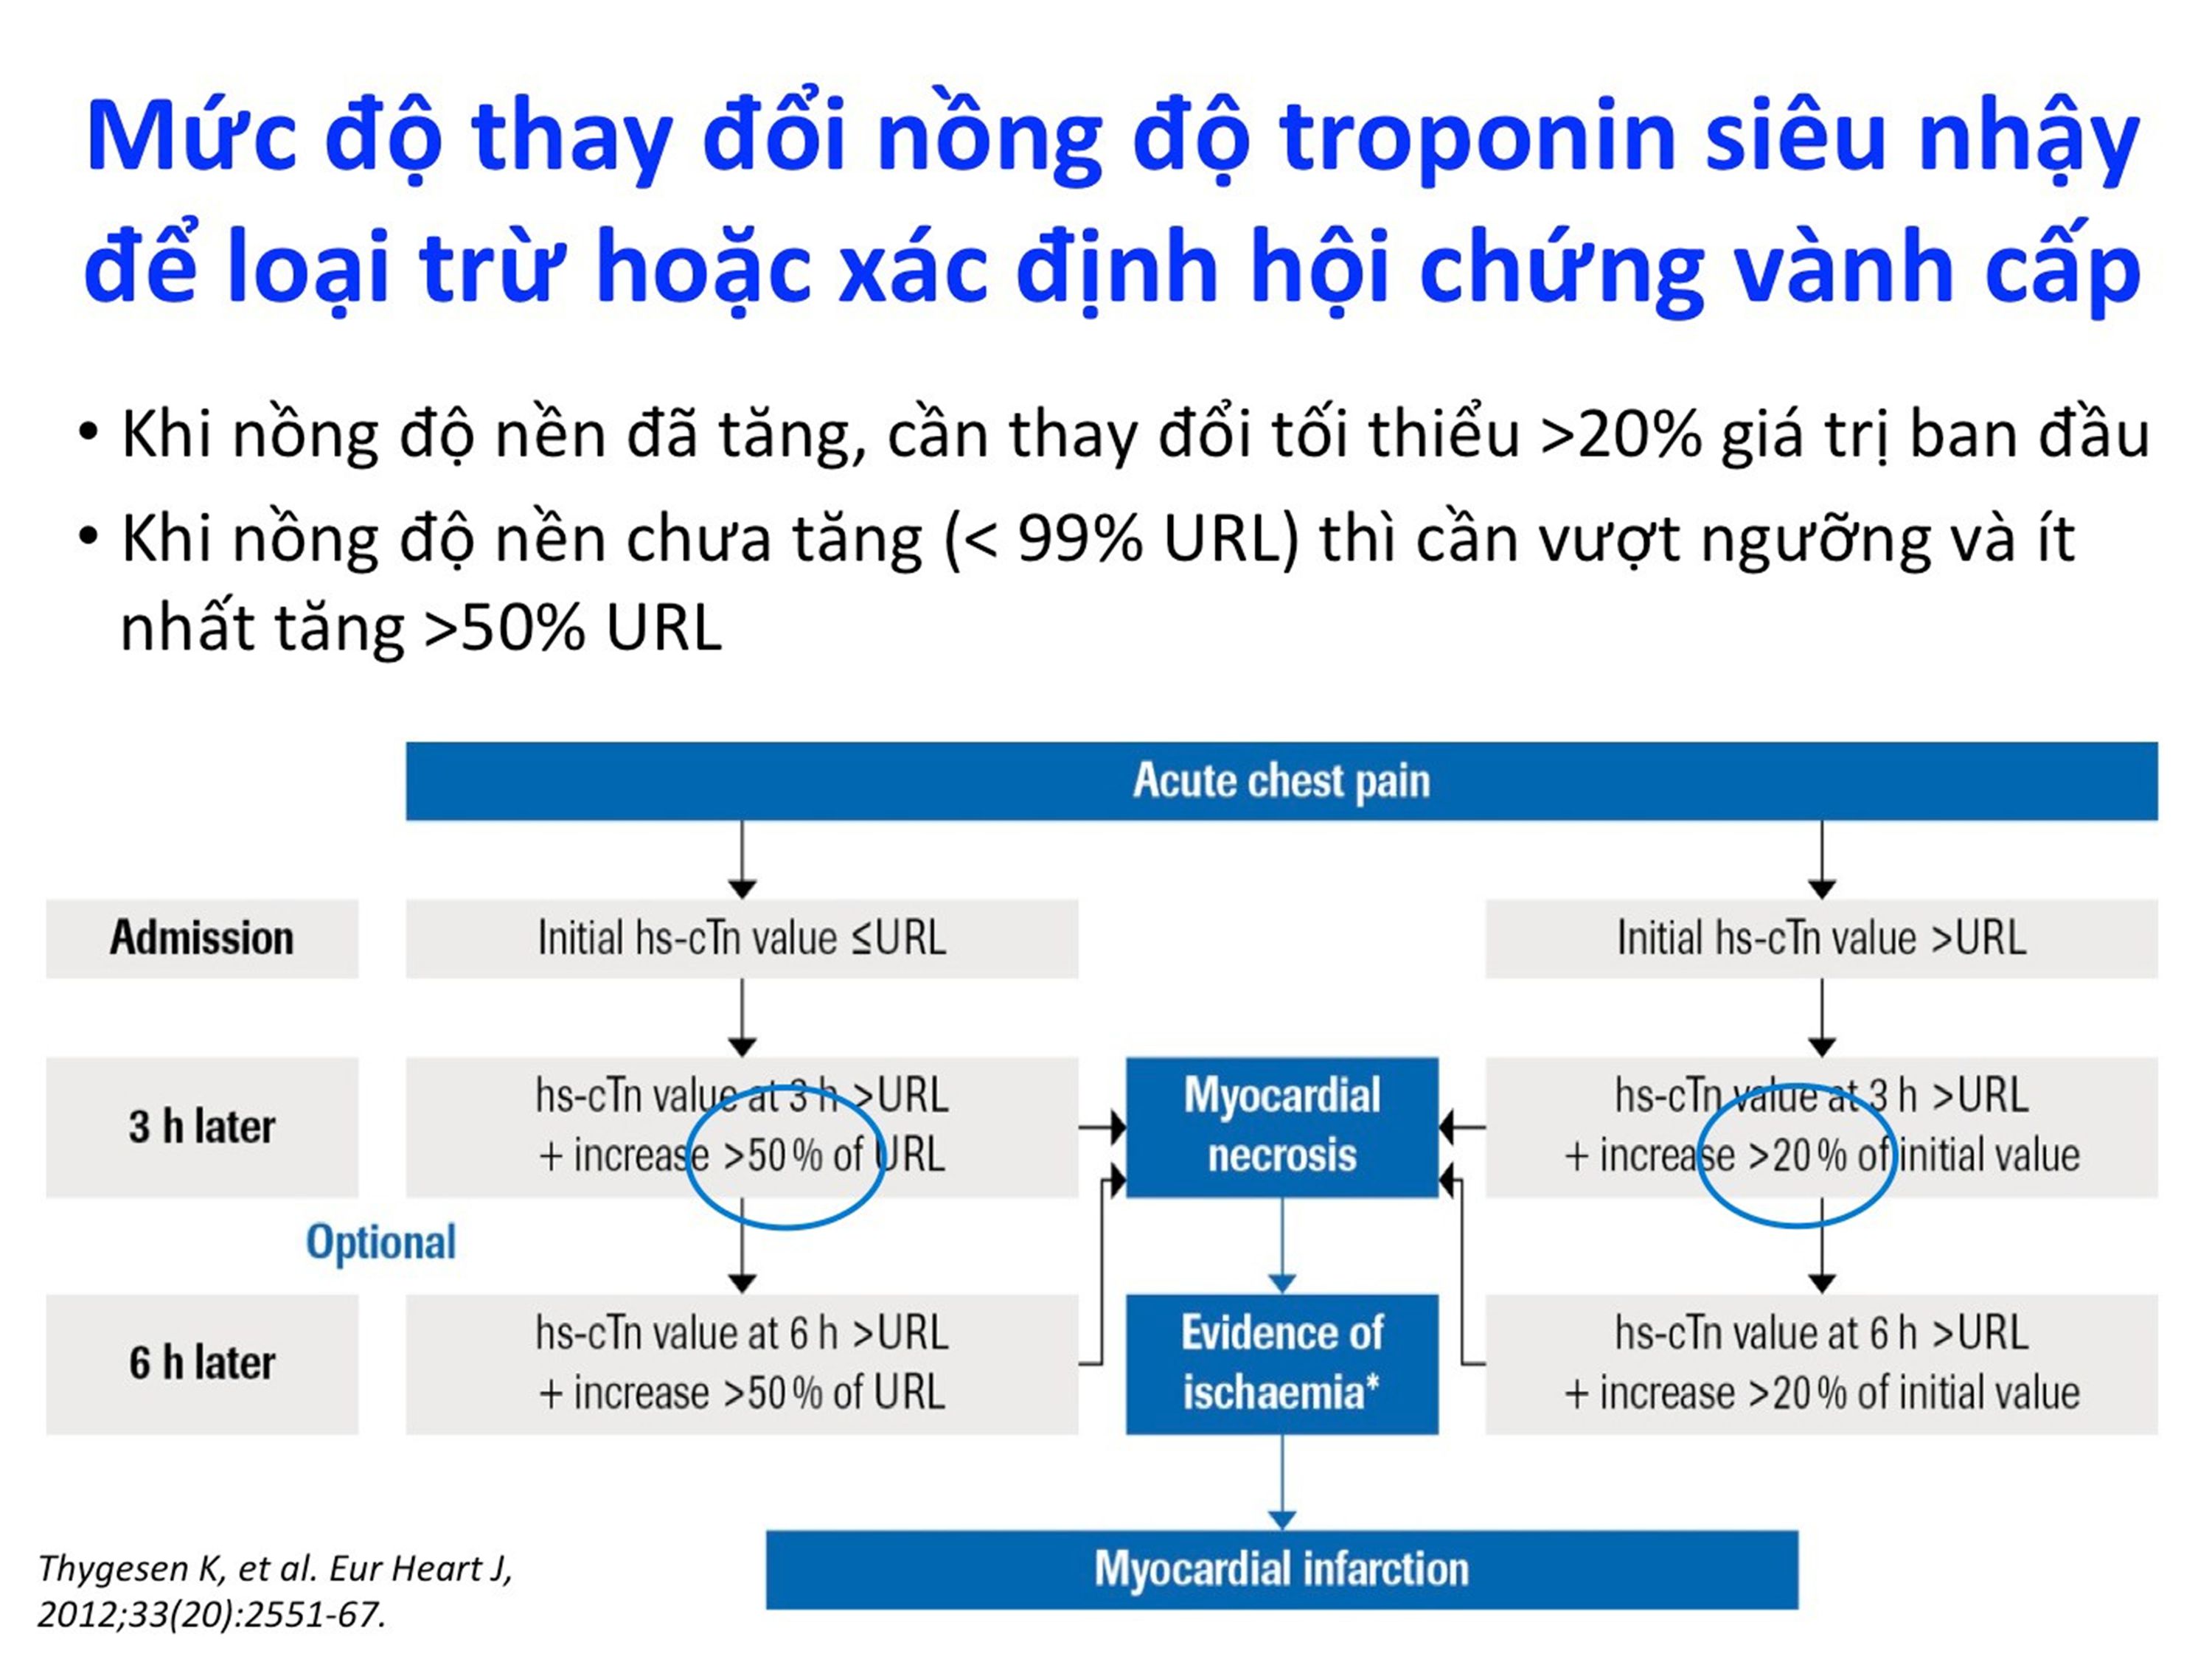 Mức độ thay đổi nồng độ troponin siêu nhậy
để loại trừ hoặc xác định hội chứng vành cấp
• Khi nồng độ nền đã tăng, cần thay đổi tối thiểu >20% giá trị ban đầu
• Khi nồng độ nền chưa tăng (< 99% URL) thì cần vượt ngưỡng và ít
nhất tăng >50% URL
Acute chest pain
Admission
Initial hs-cTn value ≤URL
Initial hs-cTn value >URL
3 h later
hs-cTn value at 3 h >URL
+ increase >50% of URL
Myocardial
necrosis
hs-cTn value at 3 h >URL
+ increase >20% of initial value
Optional
6 h later
hs-cTn value at 6 h >URL
+ increase >50% of URL
Evidence of
ischaemia*
hs-cTn value at 6 h >URL
+ increase >20% of initial value
Myocardial infarction
Thygesen K, et al. Eur Heart J,
2012;33(20):2551-67.